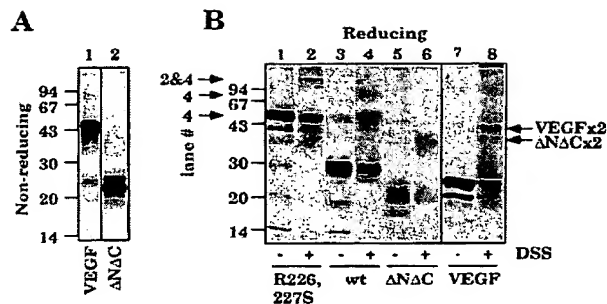 A
B
Reducing
1 2
1 2 3 4 5 6 7 8
Non-reducing
94
67
43
30
20
14
lane #
2&4
4
4
94
67
43
30
20
14
VEGFx2
ΔNΔCx2
VEGF ΔNΔC
- + - + - + - + DSS
R226, 227S wt ΔNΔC VEGF